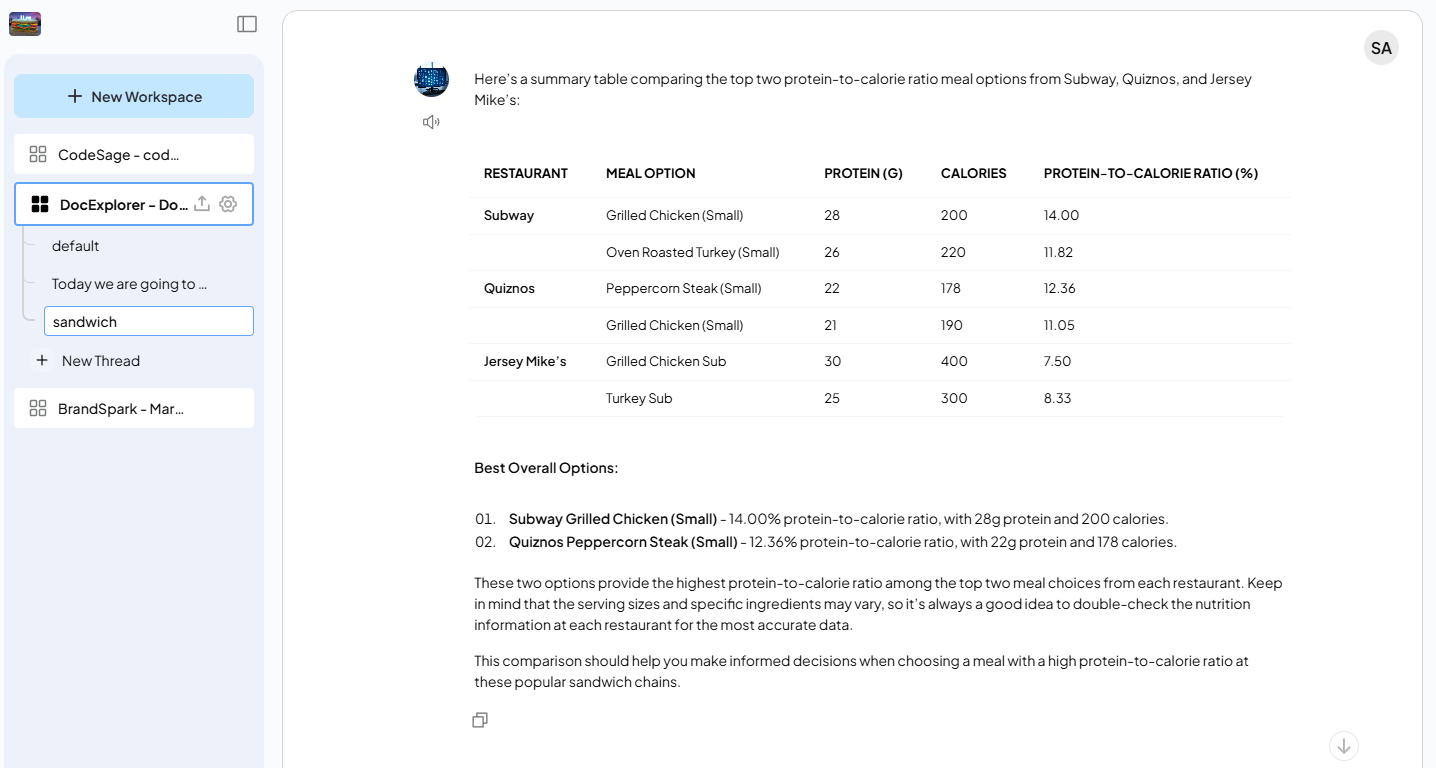 SA
New Workspace
CodeSage - cod...
DocExplorer - Do...
default
Today we are going to ...
sandwich
New Thread
BrandSpark - Mar...
Here's a summary table comparing the top two protein-to-calorie ratio meal options from Subway, Quiznos, and Jersey
Mike's:
RESTAURANT MEAL OPTION PROTEIN (G) CALORIES PROTEIN-TO-CALORIE RATIO (%)
Subway Grilled Chicken (Small) 28 200 14.00
Oven Roasted Turkey (Small) 26 220 11.82
Quiznos Peppercorn Steak (Small) 22 178 12.36
Grilled Chicken (Small) 21 190 11.05
Jersey Mike's Grilled Chicken Sub 30 400 7.50
Turkey Sub 25 300 8.33
Best Overall Options:
01. Subway Grilled Chicken (Small) - 14.00% protein-to-calorie ratio, with 28g protein and 200 calories.
02. Quiznos Peppercorn Steak (Small) - 12.36% protein-to-calorie ratio, with 22g protein and 178 calories.
These two options provide the highest protein-to-calorie ratio among the top two meal choices from each restaurant. Keep
in mind that the serving sizes and specific ingredients may vary, so it's always a good idea to double-check the nutrition
information at each restaurant for the most accurate data.
This comparison should help you make informed decisions when choosing a meal with a high protein-to-calorie ratio at
these popular sandwich chains.